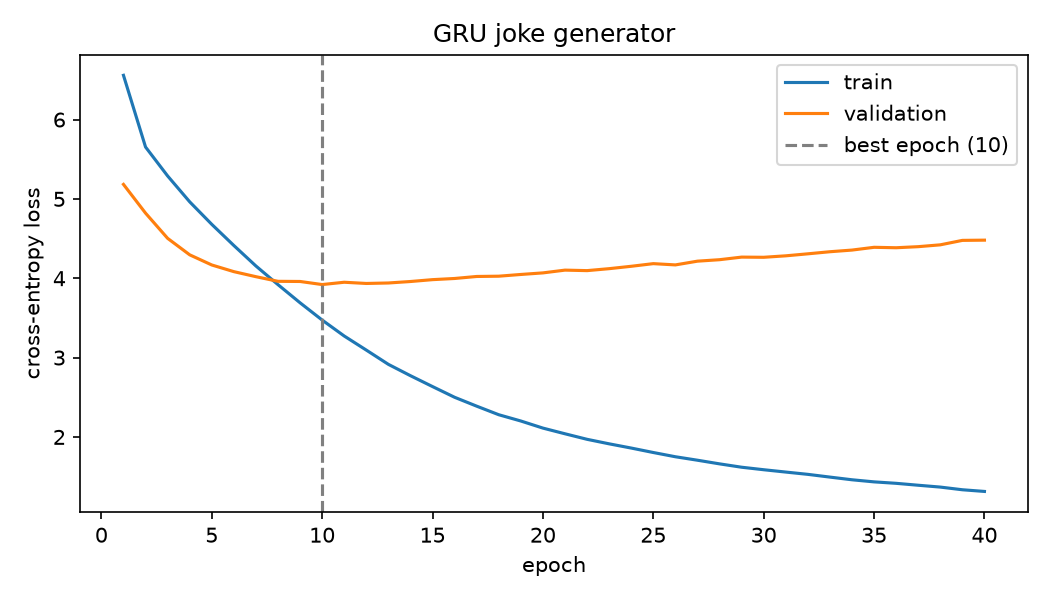 GRU joke generator
train
validation
best epoch (10)
cross-entropy loss
6
5
4
3
2
0 5 10 15 20 25 30 35 40
epoch